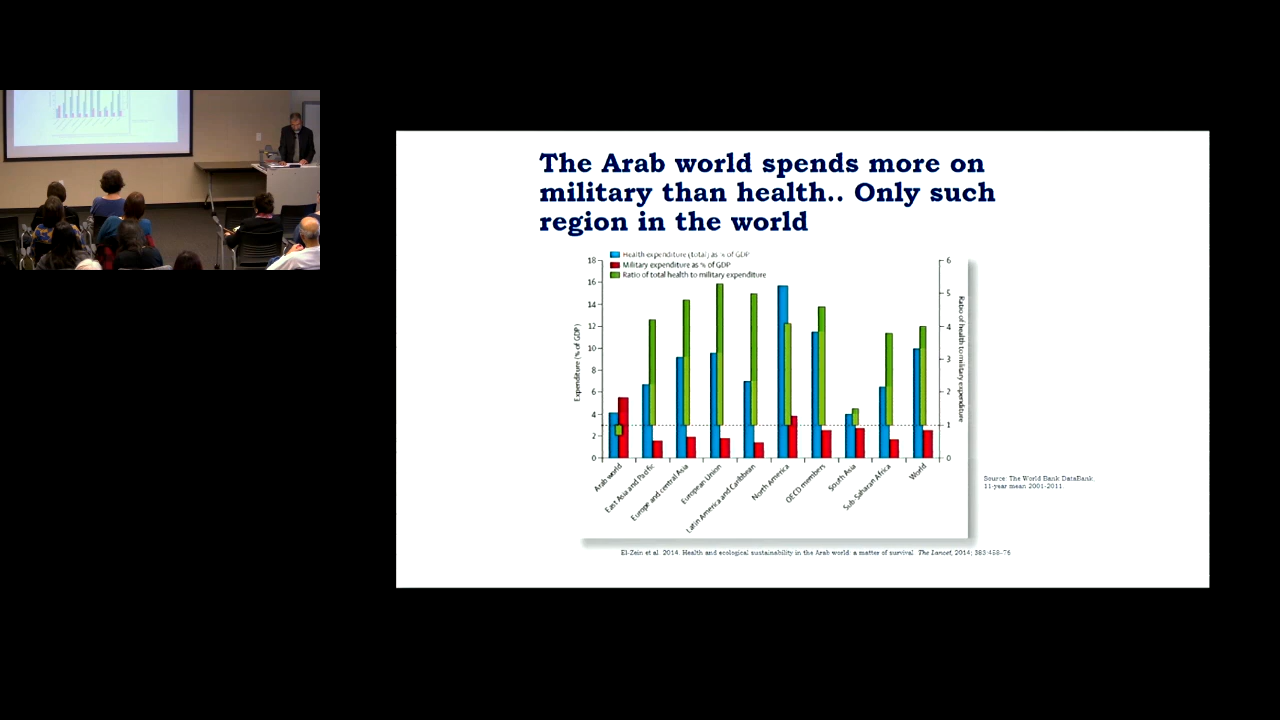 The Arab world spends more on
military than health.. Only such
region in the world
Health expenditure (total) as % of GDP
Military expenditure as % of GDP
Ratio of total health to military expenditure
18
16
14
12
10
8
6
4
2
0
Expenditure (% of GDP)
6
5
4
3
2
1
0
Ratio of health to military expenditure
Arab world
East Asia and Pacific
Europe and central Asia
European Union
Latin America and Caribbean
North America
OECD members
South Asia
Sub-Saharan Africa
World
Source: The World Bank DataBank.
11-year mean 2001-2011.
El-Zein et al. 2014. Health and ecological sustainability in the Arab world: a matter of survival. The Lancet, 2014; 383:458–76